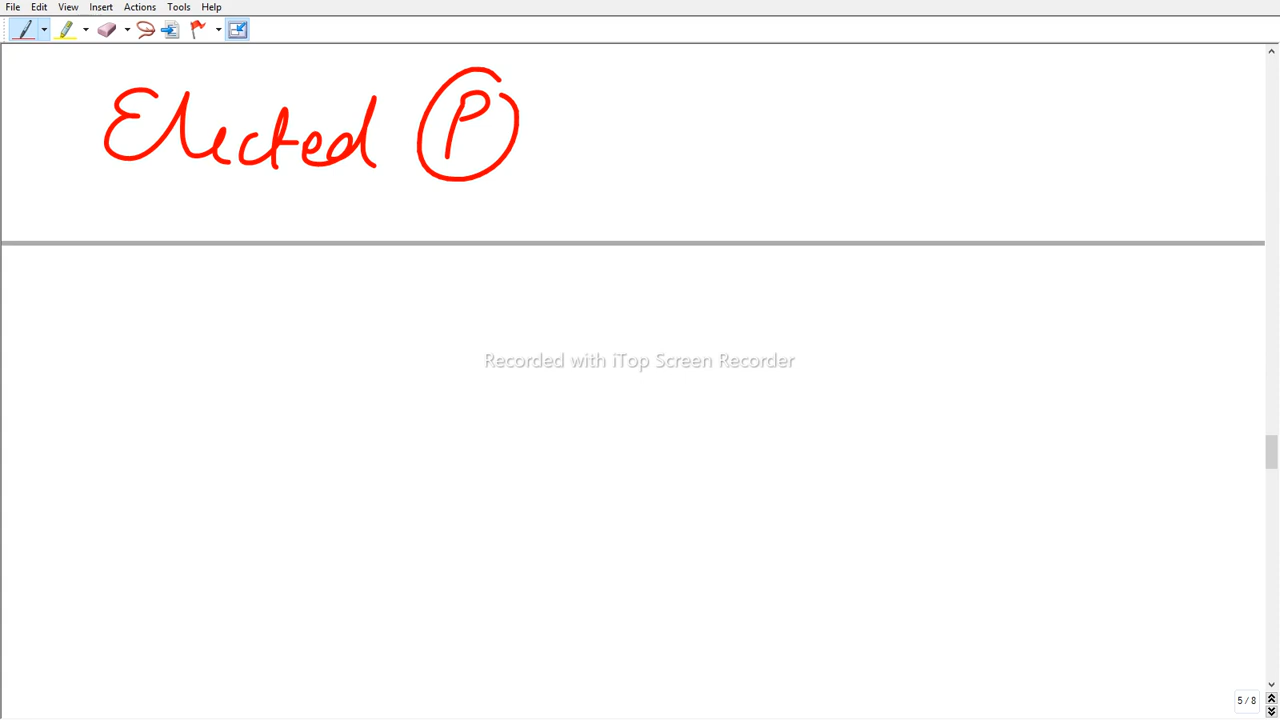 File Edit View Insert Actions Tools Help
Elected P
Recorded with iTop Screen Recorder
5 / 8